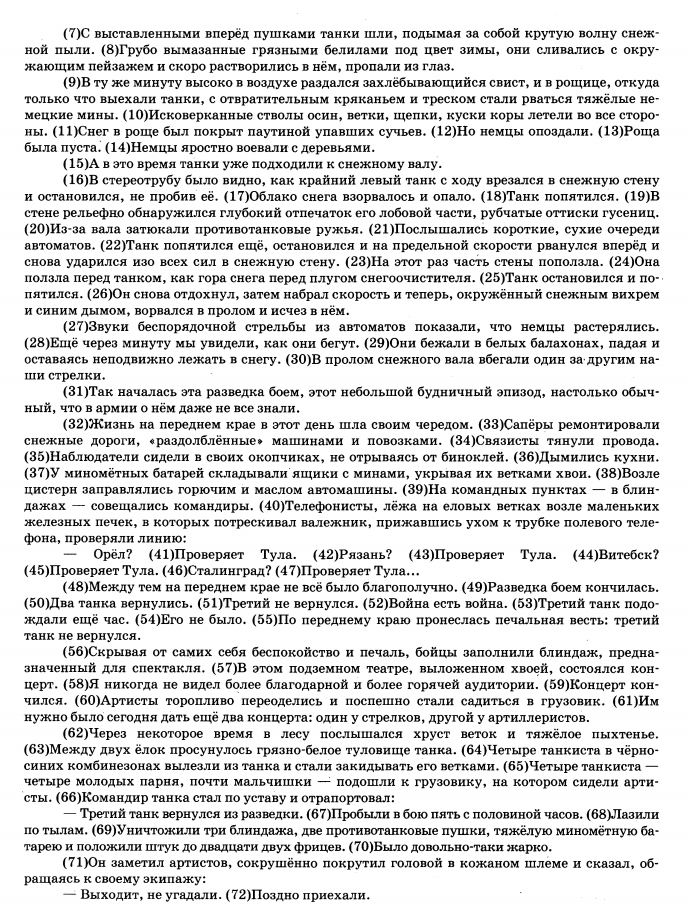 (7)С выставленными вперёд пушками танки шли, подымая за собой крутую волну снеж-
ной пыли. (8)Грубо вымазанные грязными белилами под цвет зимы, они сливались с окру-
жающим пейзажем и скоро растворились в нём, пропали из глаз.
(9)В ту же минуту высоко в воздухе раздался захлёбывающийся свист, и в рощице, откуда
только что выехали танки, с отвратительным кряканьем и треском стали рваться тяжёлые не-
мецкие мины. (10)Исковерканные стволы осин, ветки, щепки, куски коры летели во все сторо-
ны. (11)Снег в роще был покрыт паутиной упавших сучьев. (12)Но немцы опоздали. (13)Роща
была пуста. (14)Немцы яростно воевали с деревьями.
(15)А в это время танки уже подходили к снежному валу.
(16)В стереотрубу было видно, как крайний левый танк с ходу врезался в снежную стену
и остановился, не пробив её. (17)Облако снега взорвалось и опало. (18)Танк попятился. (19)В
стене рельефно обнаружился глубокий отпечаток его лобовой части, рубчатые оттиски гусениц.
(20)Из-за вала затюкали противотанковые ружья. (21)Послышались короткие, сухие очереди
автоматов. (22)Танк попятился ещё, остановился и на предельной скорости рванулся вперёд и
снова ударился изо всех сил в снежную стену. (23)На этот раз часть стены поползла. (24)Она
ползла перед танком, как гора снега перед плугом снегоочистителя. (25)Танк остановился и по-
пятился. (26)Он снова отдохнул, затем набрал скорость и теперь, окружённый снежным вихрем
и синим дымом, ворвался в пролом и исчез в нём.
(27)Звуки беспорядочной стрельбы из автоматов показали, что немцы растерялись.
(28)Ещё через минуту мы увидели, как они бегут. (29)Они бежали в белых балахонах, падая и
оставаясь неподвижно лежать в снегу. (30)В пролом снежного вала вбегали один за другим на-
ши стрелки.
(31)Так началась эта разведка боем, этот небольшой будничный эпизод, настолько обыч-
ный, что в армии о нём даже не все знали.
(32)Жизнь на переднем крае в этот день шла своим чередом. (33)Сапёры ремонтировали
снежные дороги, «раздолблённые» машинами и повозками. (34)Связисты тянули провода.
(35)Наблюдатели сидели в своих окопчиках, не отрываясь от биноклей. (36)Дымились кухни.
(37)У миномётных батарей складывали ящики с минами, укрывая их ветками хвои. (38)Возле
цистерн заправлялись горючим и маслом автомашины. (39)На командных пунктах — в блин-
дажах — совещались командиры. (40)Телефонисты, лёжа на еловых ветках возле маленьких
железных печек, в которых потрескивал валежник, прижавшись ухом к трубке полевого теле-
фона, проверяли линию:
— Орёл? (41)Проверяет Тула. (42)Рязань? (43)Проверяет Тула. (44)Витебск?
(45)Проверяет Тула. (46)Сталинград? (47)Проверяет Тула...
(48)Между тем на переднем крае не всё было благополучно. (49)Разведка боем кончилась.
(50)Два танка вернулись. (51)Третий не вернулся. (52)Война есть война. (53)Третий танк подо-
ждали ещё час. (54)Его не было. (55)По переднему краю пронеслась печальная весть: третий
танк не вернулся.
(56)Скрывая от самих себя беспокойство и печаль, бойцы заполнили блиндаж, предна-
значенный для спектакля. (57)В этом подземном театре, выложенном хвоей, состоялся кон-
церт. (58)Я никогда не видел более благодарной и более горячей аудитории. (59)Концерт кон-
чился. (60)Артисты торопливо переоделись и поспешно стали садиться в грузовик. (61)Им
нужно было сегодня дать ещё два концерта: один у стрелков, другой у артиллеристов.
(62)Через некоторое время в лесу послышался хруст веток и тяжёлое пыхтенье.
(63)Между двух ёлок просунулось грязно-белое туловище танка. (64)Четыре танкиста в чёрно-
синих комбинезонах вылезли из танка и стали закидывать его ветками. (65)Четыре танкиста —
четыре молодых парня, почти мальчишки — подошли к грузовику, на котором сидели арти-
сты. (66)Командир танка стал по уставу и отрапортовал:
— Третий танк вернулся из разведки. (67)Пробыли в бою пять с половиной часов. (68)Лазили
по тылам. (69)Уничтожили три блиндажа, две противотанковые пушки, тяжёлую миномётную ба-
тарею и положили штук до двадцати двух фрицев. (70)Было довольно-таки жарко.
(71)Он заметил артистов, сокрушённо покрутил головой в кожаном шлеме и сказал, об-
ращаясь к своему экипажу:
— Выходит, не угадали. (72)Поздно приехали.